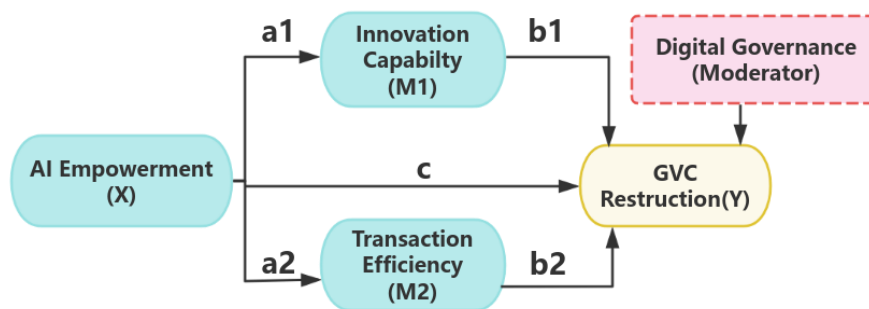 a1
Innovation
Capabilty
(M1)
b1
Digital Governance
(Moderator)
AI Empowerment
(X)
c
GVC
Restruction(Y)
a2
Transaction
Efficiency
(M2)
b2